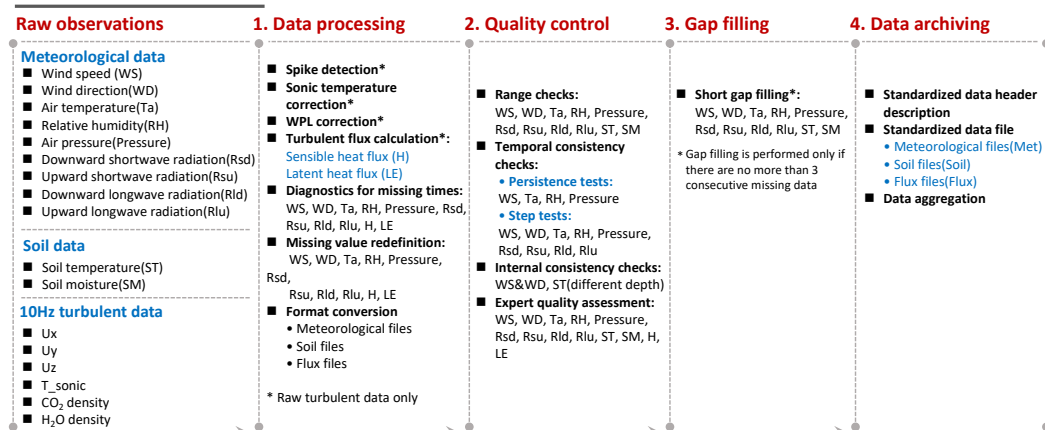 Raw observations
Meteorological data
■ Wind speed (WS)
■ Wind direction(WD)
■ Air temperature(Ta)
■ Relative humidity(RH)
■ Air pressure(Pressure)
■ Downward shortwave radiation(Rsd)
■ Upward shortwave radiation(Rsu)
■ Downward longwave radiation(Rld)
■ Upward longwave radiation(Rlu)
Soil data
■ Soil temperature(ST)
■ Soil moisture(SM)
10Hz turbulent data
■ Ux
■ Uy
■ Uz
■ T_sonic
■ CO₂ density
■ H₂O density
1. Data processing
■ Spike detection*
■ Sonic temperature
correction*
■ WPL correction*
■ Turbulent flux calculation*:
Sensible heat flux (H)
Latent heat flux (LE)
■ Diagnostics for missing times:
WS, WD, Ta, RH, Pressure, Rsd,
Rsu, Rld, Rlu, H, LE
■ Missing value redefinition:
WS, WD, Ta, RH, Pressure,
Rsd,
Rsu, Rld, Rlu, H, LE
■ Format conversion
• Meteorological files
• Soil files
• Flux files
* Raw turbulent data only
2. Quality control
■ Range checks:
WS, WD, Ta, RH, Pressure,
Rsd, Rsu, Rld, Rlu, ST, SM
■ Temporal consistency
checks:
• Persistence tests:
WS, Ta, RH, Pressure
• Step tests:
WS, WD, Ta, RH, Pressure,
Rsd, Rsu, Rld, Rlu
■ Internal consistency checks:
WS&WD, ST(different depth)
■ Expert quality assessment:
WS, WD, Ta, RH, Pressure,
Rsd, Rsu, Rld, Rlu, ST, SM, H,
LE
3. Gap filling
■ Short gap filling*:
WS, WD, Ta, RH, Pressure,
Rsd, Rsu, Rld, Rlu, ST, SM
* Gap filling is performed only if
there are no more than 3
consecutive missing data
4. Data archiving
■ Standardized data header
description
■ Standardized data file
• Meteorological files(Met)
• Soil files(Soil)
• Flux files(Flux)
■ Data aggregation